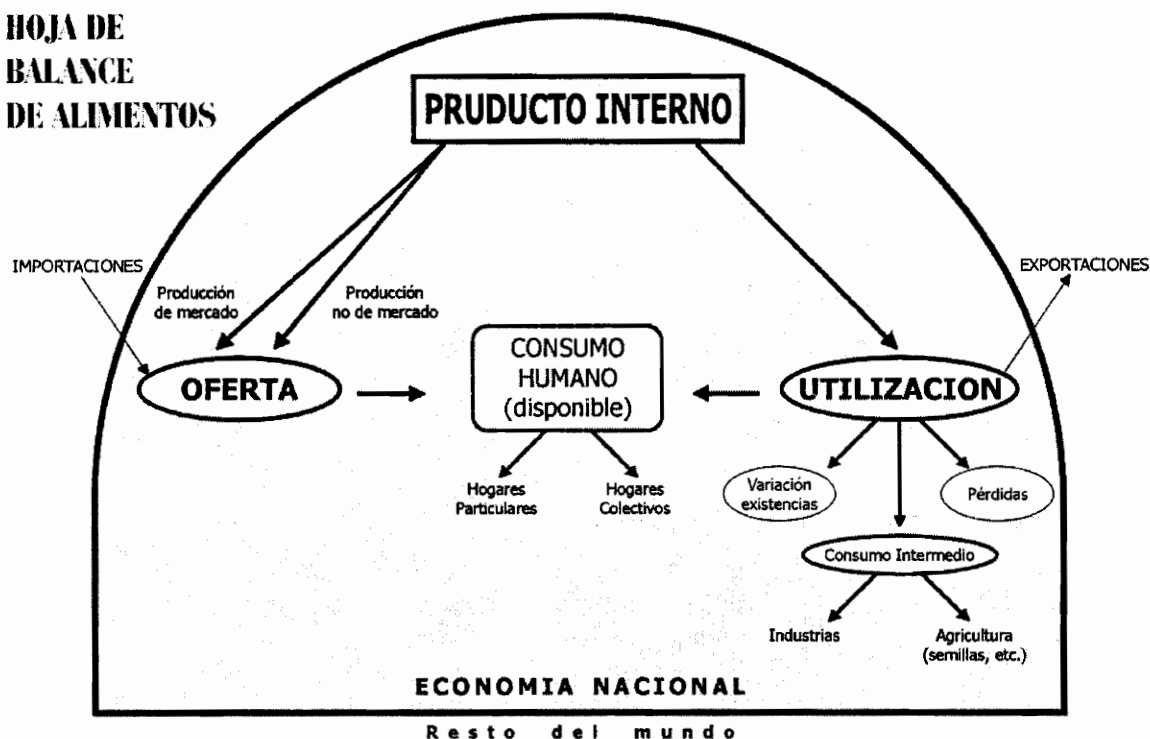 HOJA DE
BALANCE
DE ALIMENTOS
PRUDUCTO INTERNO
IMPORTACIONES
EXPORTACIONES
Producción
de mercado
Producción
no de mercado
OFERTA
CONSUMO
HUMANO
(disponible)
UTILIZACION
Hogares
Particulares
Hogares
Colectivos
Variación
existencias
Pérdidas
Consumo Intermedio
Industrias
Agricultura
(semillas, etc.)
ECONOMIA NACIONAL
Resto del mundo